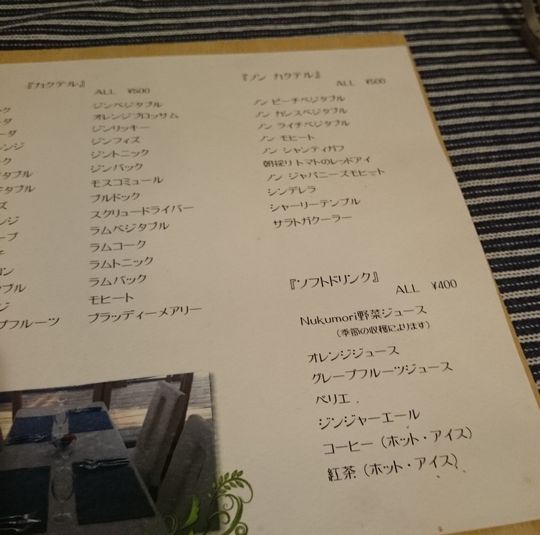 『カクテル』
ALL ¥500
ジンベジタブル
オレンジブロッサム
ジンリッキー
ジンフィズ
ジントニック
ジンバック
モスコミュール
ブルドック
スクリュードライバー
ラムベジタブル
ラムコーク
ラムトニック
ラムバック
モヒート
ブラッディーメアリー
『ノン カクテル』
ALL ¥500
ノン ピーチベジタブル
ノン カシスベジタブル
ノン ライチベジタブル
ノン モヒート
ノン シャンティガフ
朝採りトマトのレッドアイ
ノン ジャパニーズモヒート
シンデレラ
シャーリーテンプル
サラトガクーラー
『ソフトドリンク』
ALL ¥400
Nukumori野菜ジュース
(季節の収穫によります)
オレンジジュース
グレープフルーツジュース
ペリエ
ジンジャーエール
コーヒー（ホット・アイス）
紅茶（ホット・アイス）